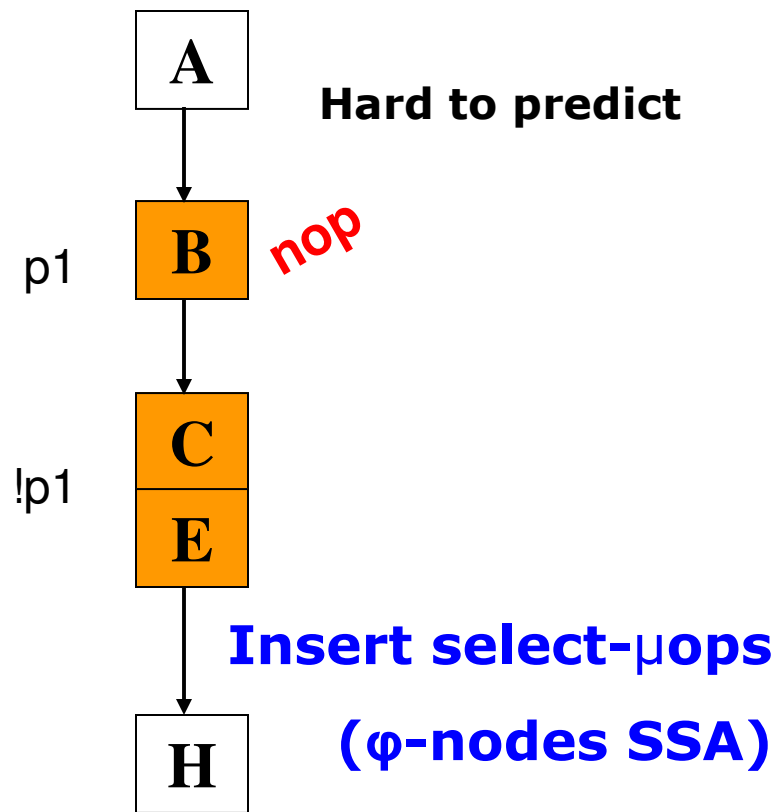 A
Hard to predict
nop
p1
B
C
!p1
E
Insert select-µops
(φ-nodes SSA)
H